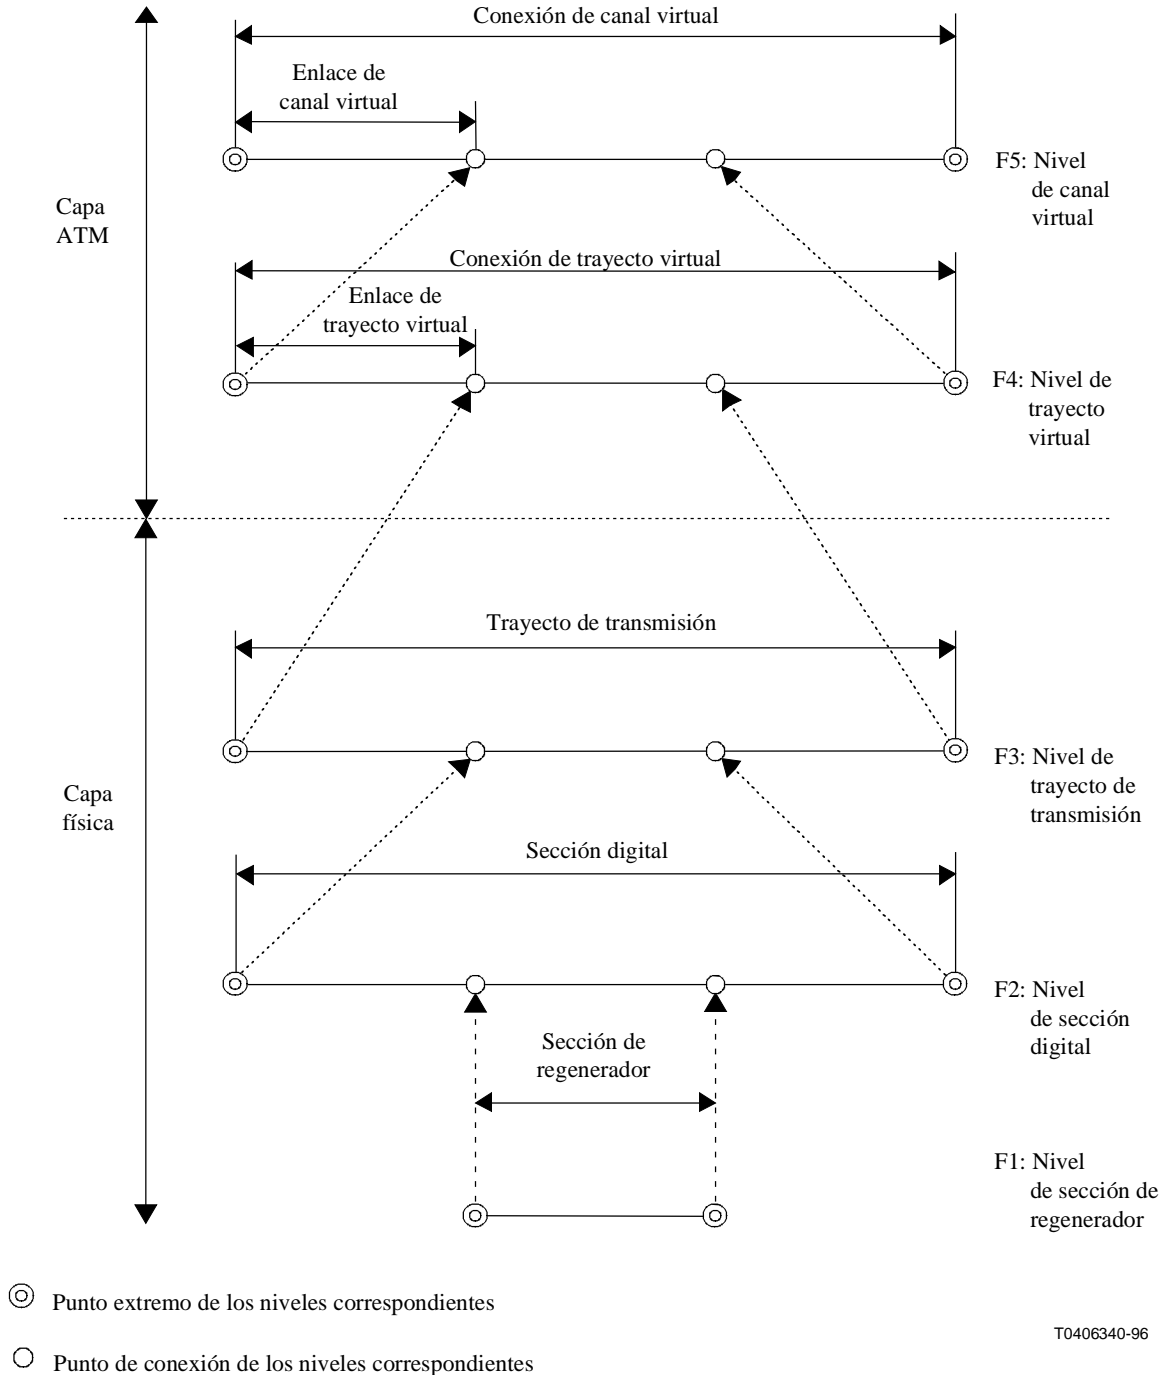 Conexión de canal virtual
Enlace de
canal virtual
F5: Nivel
de canal
virtual
Capa
ATM
Conexión de trayecto virtual
Enlace de
trayecto virtual
F4: Nivel de
trayecto
virtual
Trayecto de transmisión
F3: Nivel de
trayecto de
transmisión
Capa
física
Sección digital
F2: Nivel
de sección
digital
Sección de
regenerador
F1: Nivel
de sección de
regenerador
Punto extremo de los niveles correspondientes
T0406340-96
Punto de conexión de los niveles correspondientes